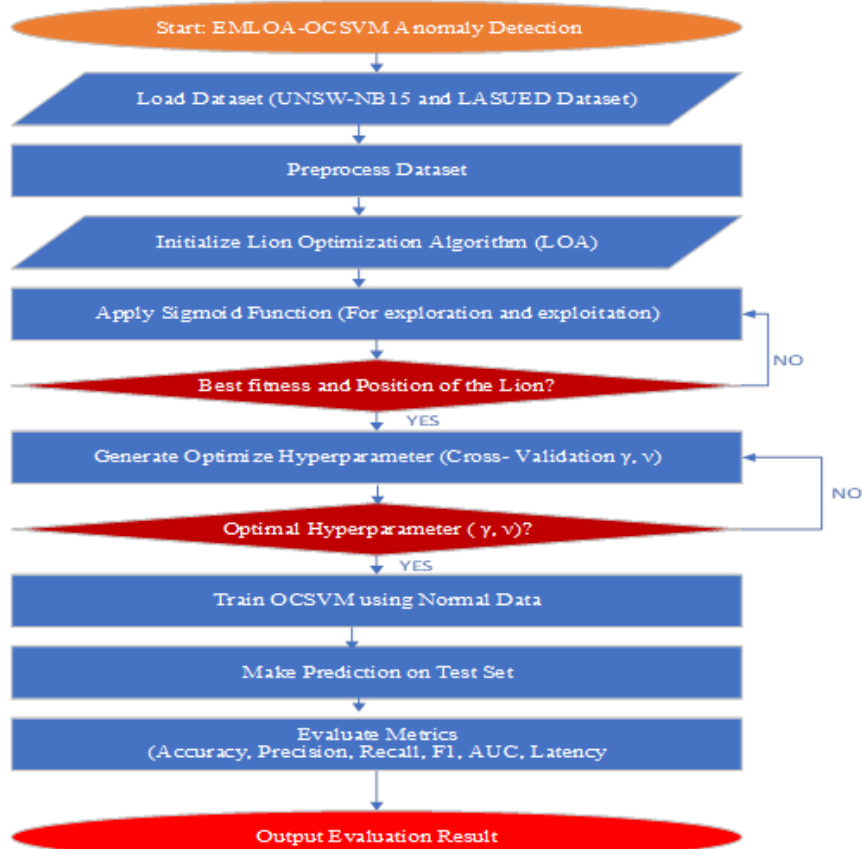 Start: EMLOA-OCSVM Anomaly Detection
Load Dataset (UNSW-NB15 and LASUED Dataset)
Preprocess Dataset
Initialize Lion Optimization Algorithm (LOA)
Apply Sigmoid Function (For exploration and exploitation)
NO
Best fitness and Position of the Lion?
YES
Generate Optimize Hyperparameter (Cross- Validation γ, ν)
NO
Optimal Hyperparameter ( γ, ν)?
YES
Train OCSVM using Normal Data
Make Prediction on Test Set
Evaluate Metrics
(Accuracy, Precision, Recall, F1, AUC, Latency
Output Evaluation Result